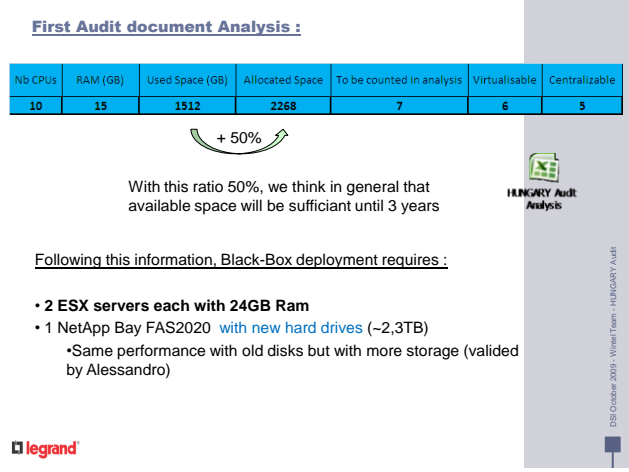 First Audit document Analysis :
Nb CPUs RAM (GB) Used Space (GB) Allocated Space To be counted in analysis Virtualisable Centralizable
10 15 1512 2268 7 6 5
+ 50%
With this ratio 50%, we think in general that
available space will be sufficiant until 3 years
HUNGARY Audit
Analysis
Following this information, Black-Box deployment requires :
• 2 ESX servers each with 24GB Ram
• 1 NetApp Bay FAS2020 with new hard drives (~2,3TB)
•Same performance with old disks but with more storage (valided
by Alessandro)
DSI October 2009 - Wintel Team - HUNGARY Audit
legrand